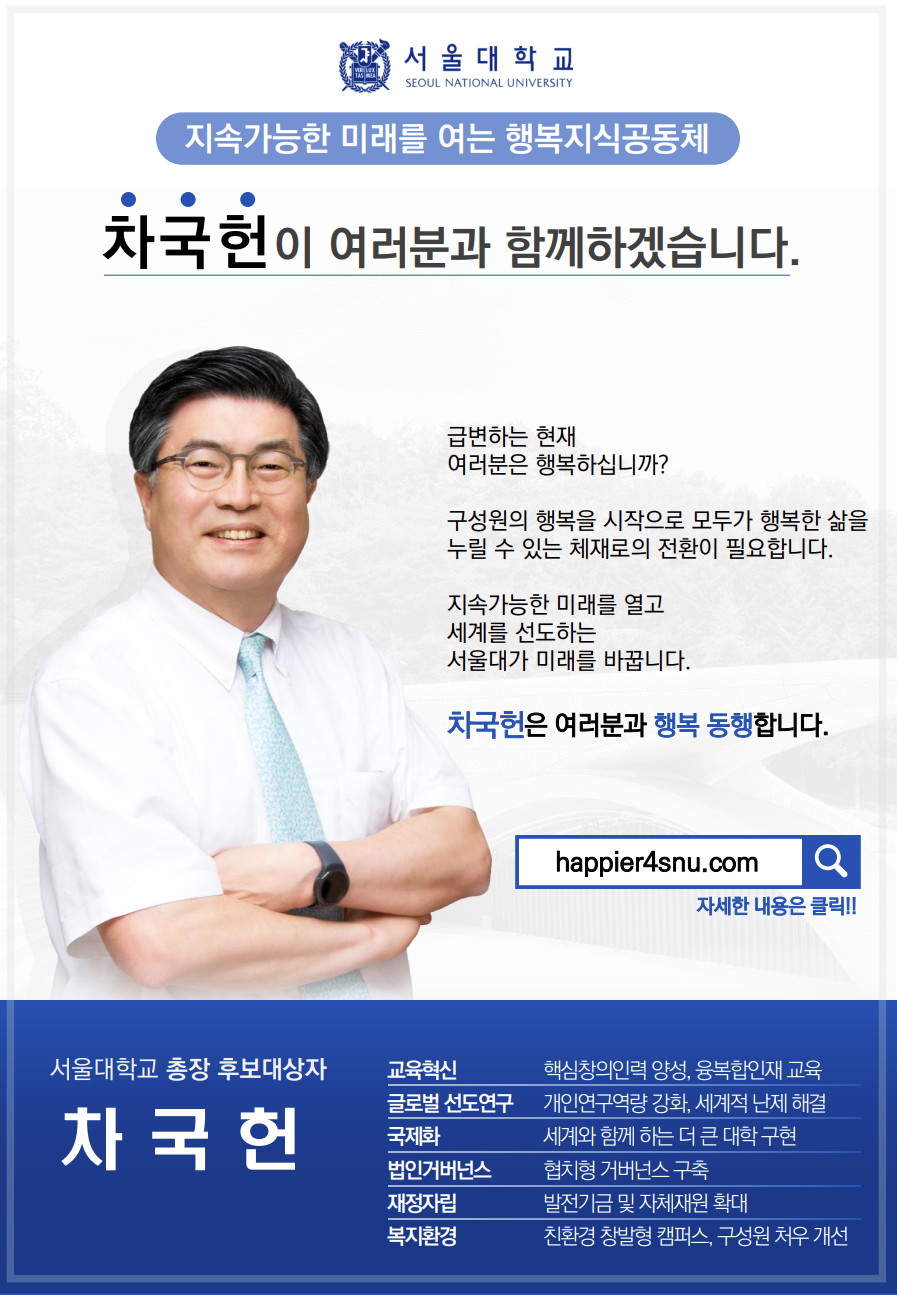 서울대학교
SEOUL NATIONAL UNIVERSITY
VERI LUX
TAS MEA
지속가능한 미래를 여는 행복지식공동체
차국헌이 여러분과 함께하겠습니다.
급변하는 현재
여러분은 행복하십니까?
구성원의 행복을 시작으로 모두가 행복한 삶을
누릴 수 있는 체재로의 전환이 필요합니다.
지속가능한 미래를 열고
세계를 선도하는
서울대가 미래를 바꿉니다.
차국헌은 여러분과 행복 동행합니다.
happier4snu.com
자세한 내용은 클릭!!
서울대학교 총장 후보대상자
차국헌
교육혁신 핵심창의인력 양성, 융복합인재 교육
글로벌 선도연구 개인연구역량 강화, 세계적 난제 해결
국제화 세계와 함께 하는 더 큰 대학 구현
법인거버넌스 협치형 거버넌스 구축
재정자립 발전기금 및 자체재원 확대
복지환경 친환경 창발형 캠퍼스, 구성원 처우 개선